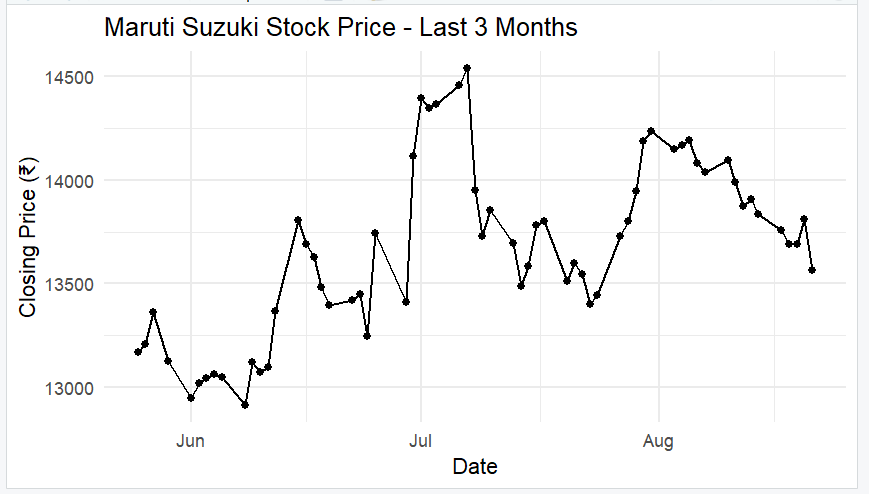 Maruti Suzuki Stock Price - Last 3 Months
14500
14000
13500
13000
Closing Price (₹)
Jun
Jul
Aug
Date